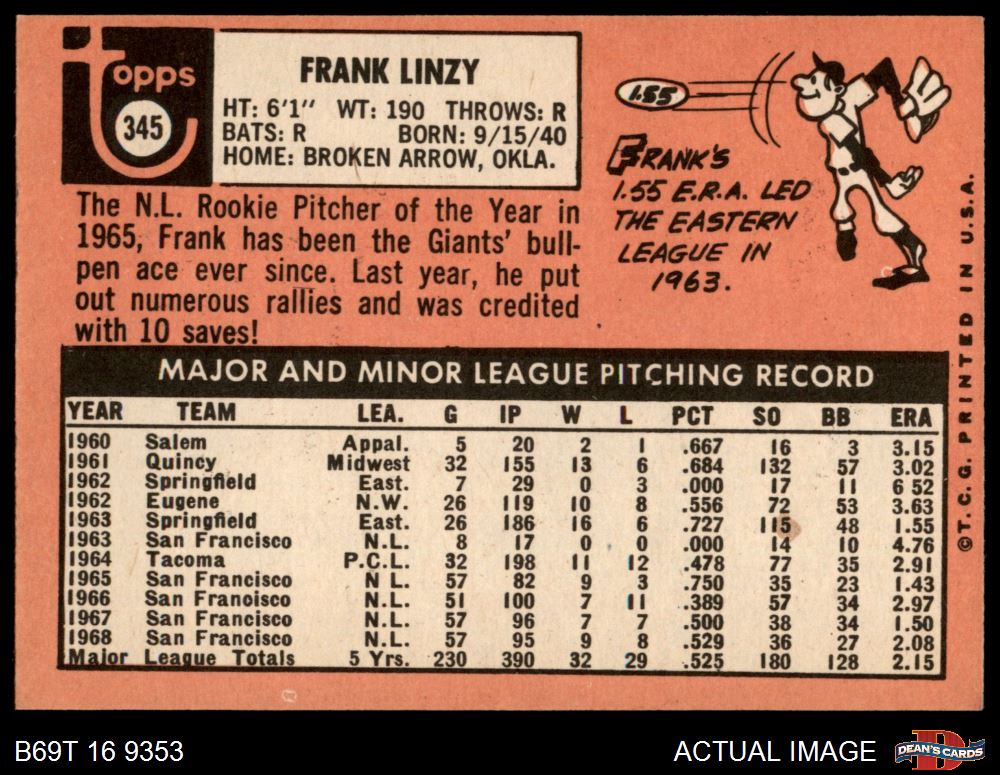 topps
345
FRANK LINZY
HT: 6'1" WT: 190 THROWS: R
BATS: R BORN: 9/15/40
HOME: BROKEN ARROW, OKLA.
The N.L. Rookie Pitcher of the Year in
1965, Frank has been the Giants' bull-
pen ace ever since. Last year, he put
out numerous rallies and was credited
with 10 saves!
1.55
FRANK'S
1.55 E.R.A. LED
THE EASTERN
LEAGUE IN
1963.
©T.C.G. PRINTED IN U.S.A.
MAJOR AND MINOR LEAGUE PITCHING RECORD
YEAR TEAM LEA. G IP W L PCT SO BB ERA
1960 Salem Appal. 5 20 2 1 .667 16 3 3.15
1961 Quincy Midwest 32 155 13 6 .684 132 57 3.02
1962 Springfield East. 7 29 0 3 .000 17 11 6 52
1962 Eugene N.W. 26 119 10 8 .556 72 53 3.63
1963 Springfield East. 26 186 16 6 .727 115 48 1.55
1963 San Francisco N.L. 8 17 0 0 .000 14 10 4.76
1964 Tacoma P.C.L. 32 198 11 12 .478 77 35 2.91
1965 San Francisco N L. 57 82 9 3 .750 35 23 1.43
1966 San Francisco N.L. 51 100 7 11 .389 57 34 2.97
1967 San Francisco N.L. 57 96 7 7 .500 38 34 1.50
1968 San Francisco N.L. 57 95 9 8 .529 36 27 2.08
Major League Totals 5 Yrs. 230 390 32 29 .525 180 128 2.15
B69T 16 9353
ACTUAL IMAGE
DEAN'S CARDS